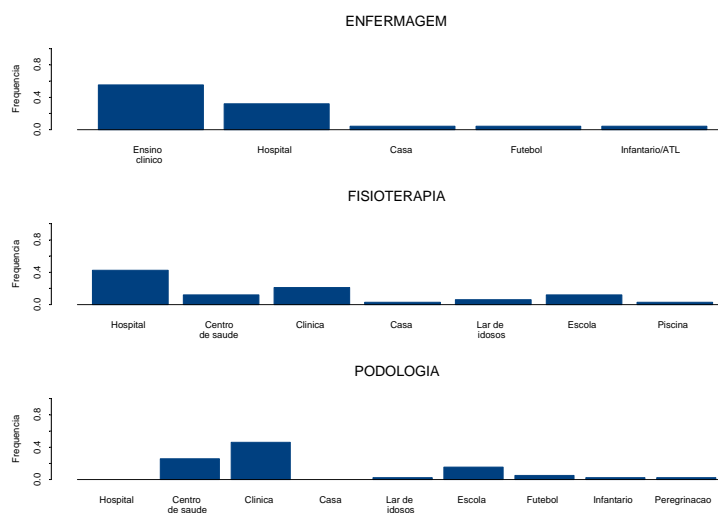 ENFERMAGEM
Frequencia
0.0 0.4 0.8
Ensino clinico
Hospital
Casa
Futebol
Infantario/ATL
FISIOTERAPIA
Frequencia
0.0 0.4 0.8
Hospital
Centro de saude
Clinica
Casa
Lar de idosos
Escola
Piscina
PODOLOGIA
Frequencia
0.0 0.4 0.8
Hospital
Centro de saude
Clinica
Casa
Lar de idosos
Escola
Futebol
Infantario
Peregrinacao